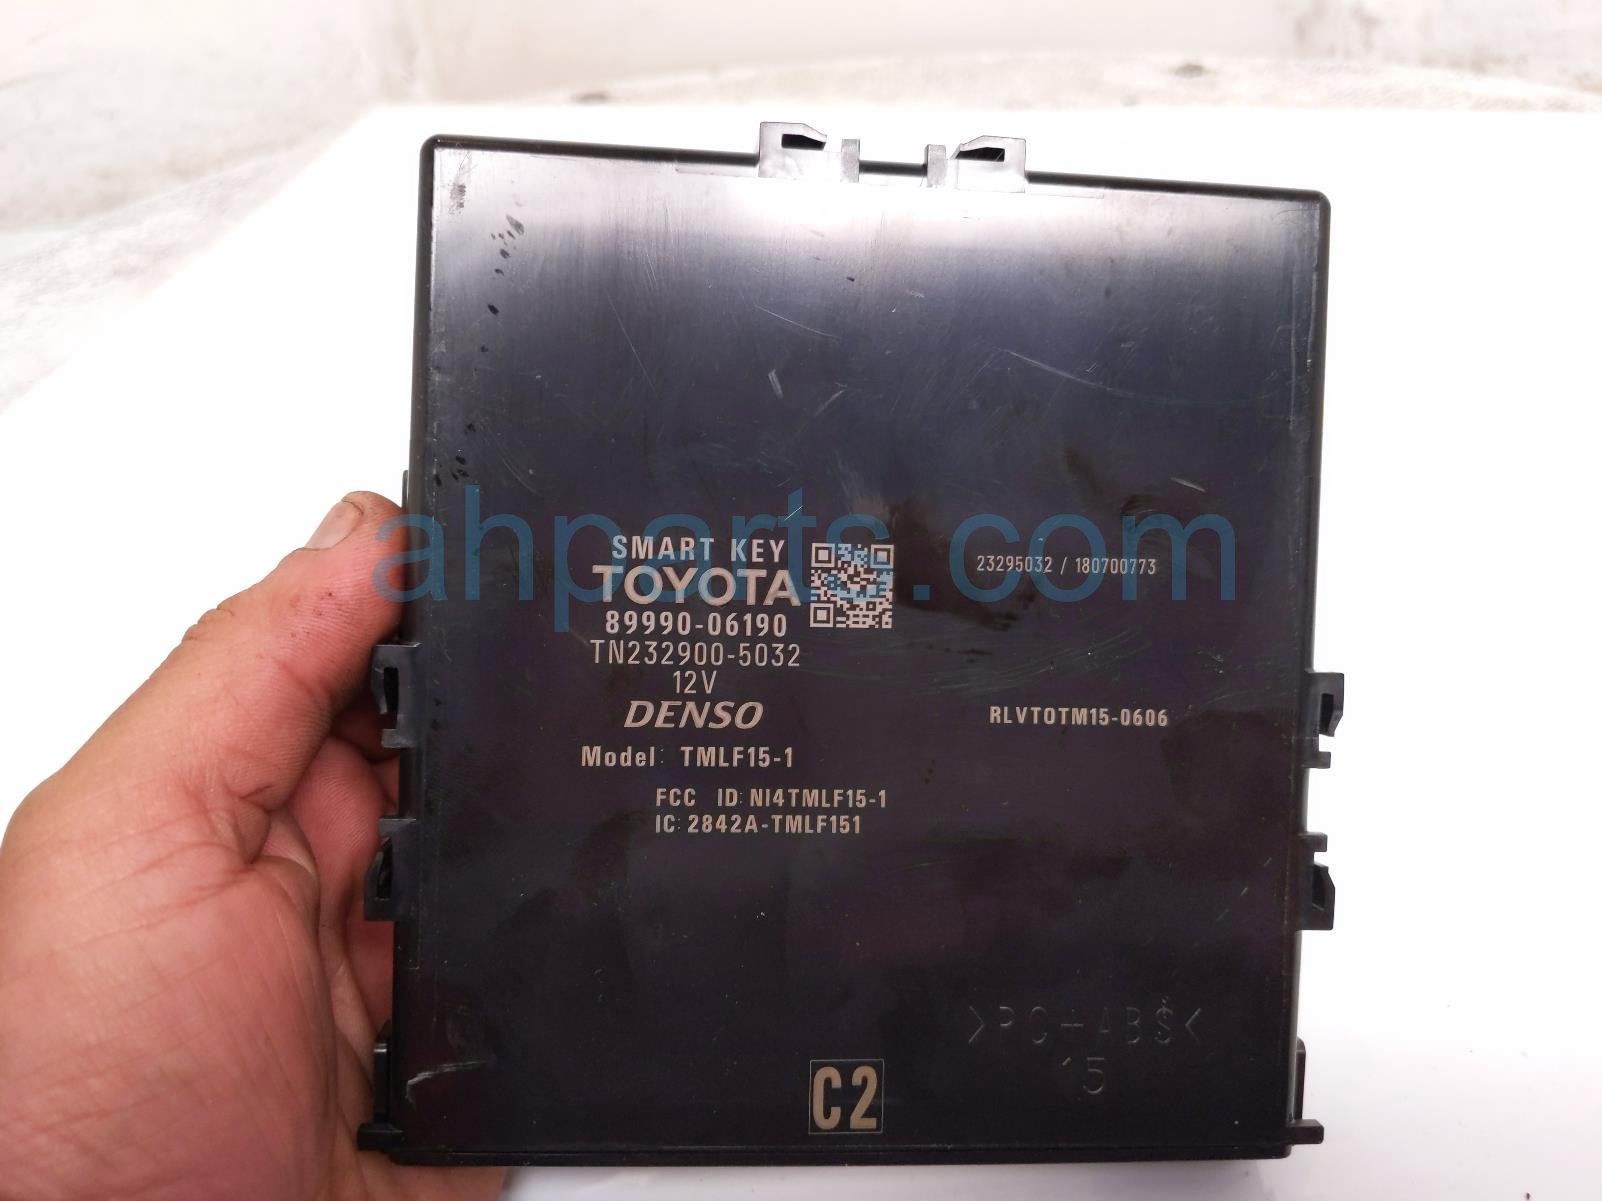 SMART KEY
TOYOTA
89990-06190
TN232900-5032
12V
DENSO
Model: TMLF15-1
FCC ID: NI4TMLF15-1
IC: 2842A-TMLF151
23295032 / 180700773
RLVTOTM15-0606
>PC+ABS<
15
C2
ahparts.com